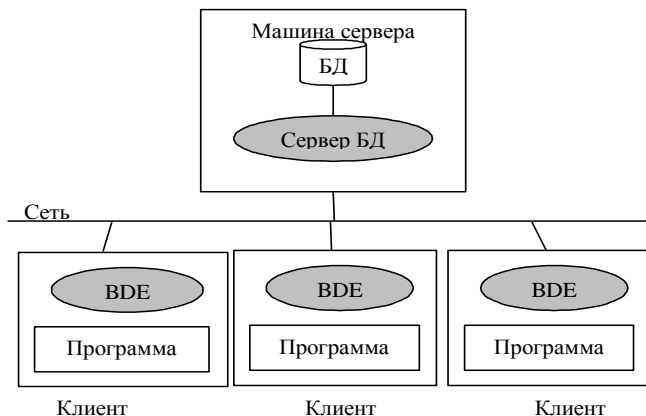 Машина сервера
БД
Сервер БД
Сеть
BDE
BDE
BDE
Программа
Программа
Программа
Клиент
Клиент
Клиент